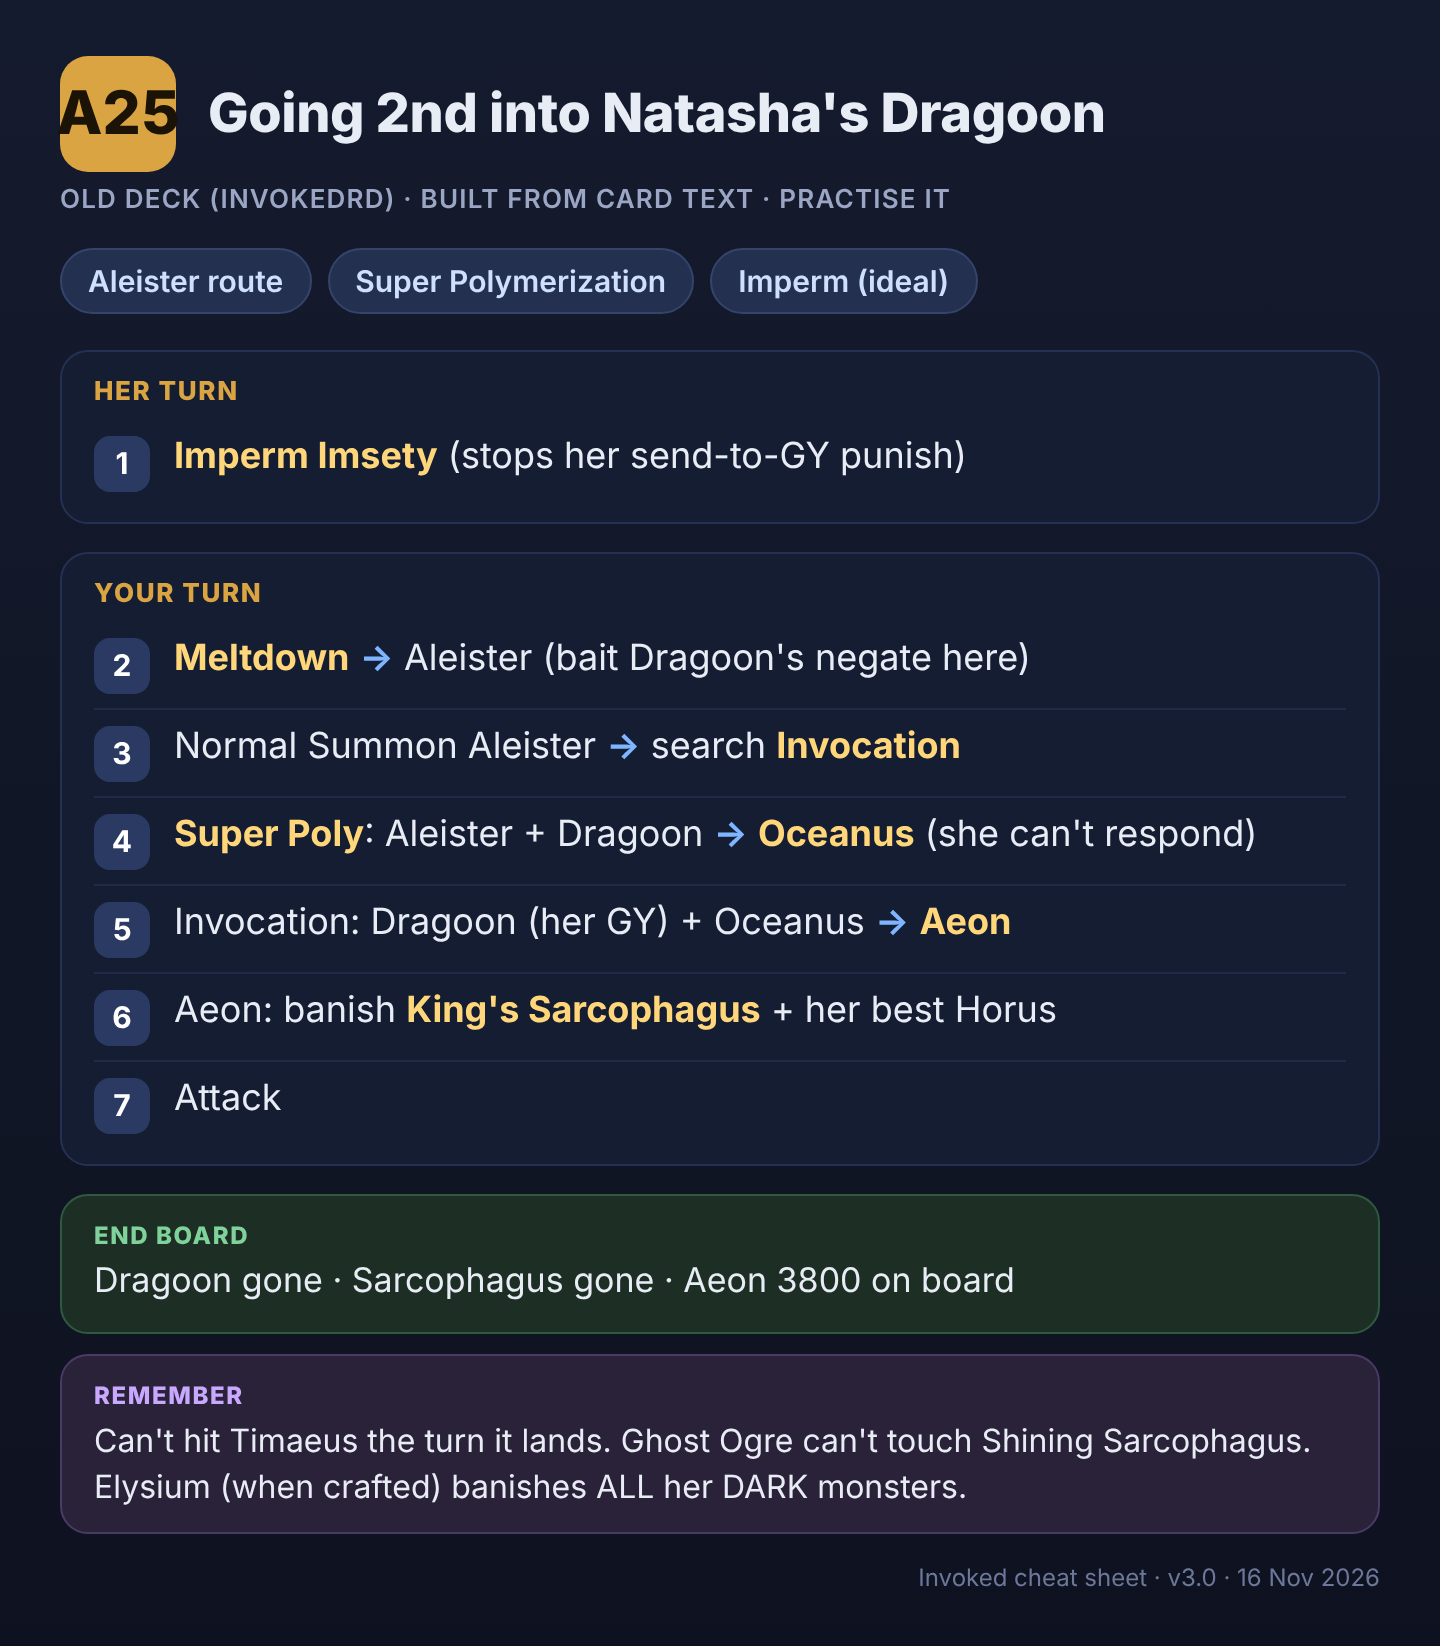 A25
Going 2nd into Natasha's Dragoon
OLD DECK (INVOKEDRD) · BUILT FROM CARD TEXT · PRACTISE IT
Aleister route
Super Polymerization
Imperm (ideal)
HER TURN
1 Imperm Imsety (stops her send-to-GY punish)
YOUR TURN
2 Meltdown → Aleister (bait Dragoon's negate here)
3 Normal Summon Aleister → search Invocation
4 Super Poly: Aleister + Dragoon → Oceanus (she can't respond)
5 Invocation: Dragoon (her GY) + Oceanus → Aeon
6 Aeon: banish King's Sarcophagus + her best Horus
7 Attack
END BOARD
Dragoon gone · Sarcophagus gone · Aeon 3800 on board
REMEMBER
Can't hit Timaeus the turn it lands. Ghost Ogre can't touch Shining Sarcophagus.
Elysium (when crafted) banishes ALL her DARK monsters.
Invoked cheat sheet · v3.0 · 16 Nov 2026